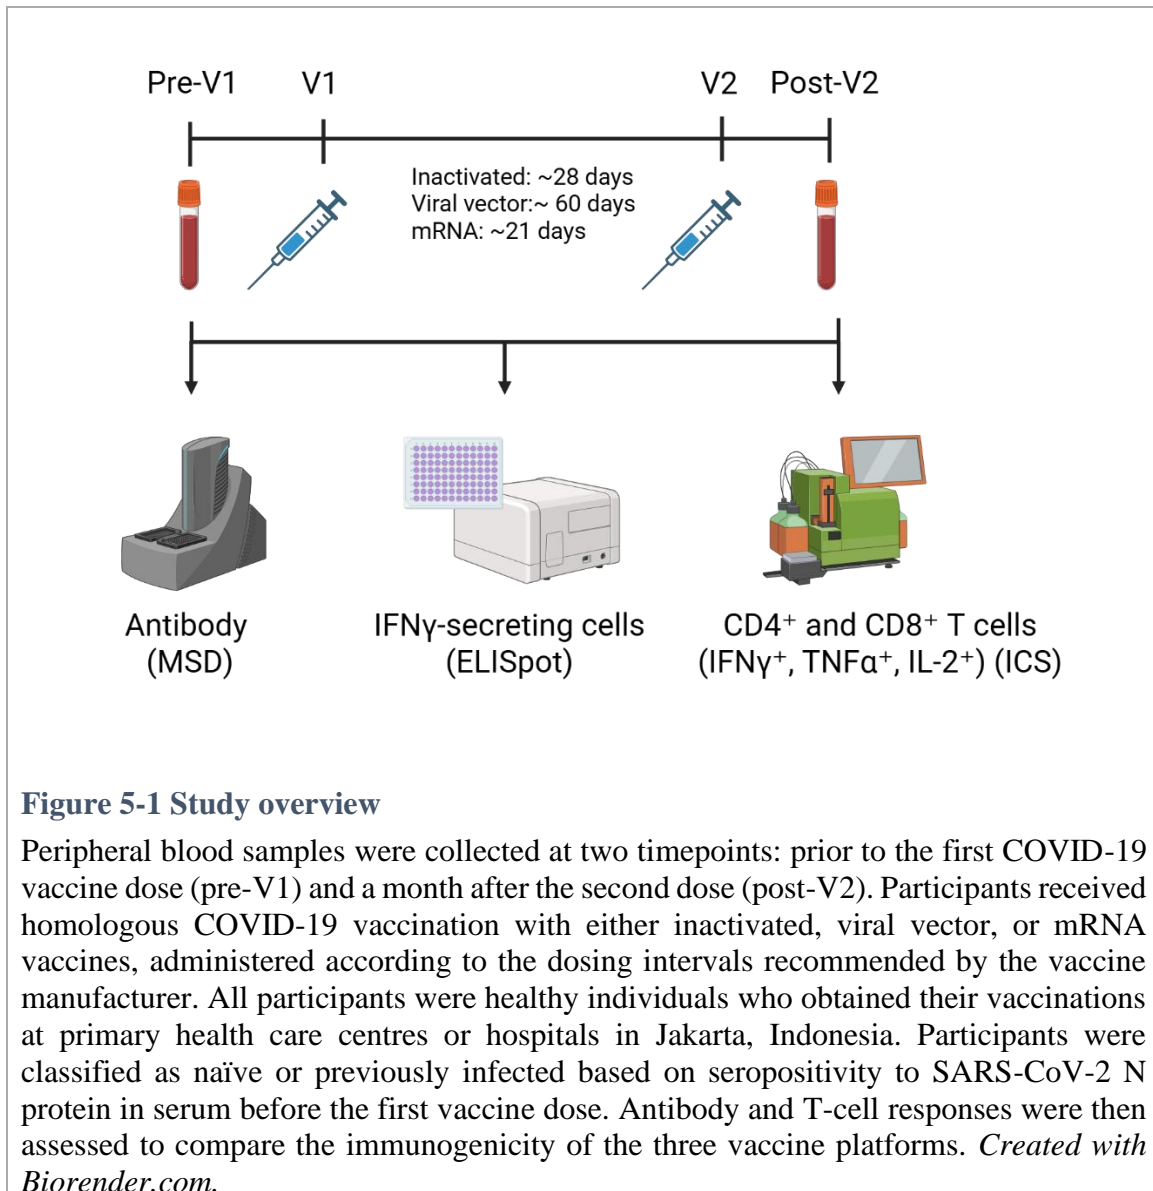 Pre-V1 V1 V2 Post-V2
Inactivated: ~28 days
Viral vector:~ 60 days
mRNA: ~21 days
Antibody
(MSD)
IFNγ-secreting cells
(ELISpot)
CD4⁺ and CD8⁺ T cells
(IFNγ⁺, TNFα⁺, IL-2⁺) (ICS)
Figure 5-1 Study overview
Peripheral blood samples were collected at two timepoints: prior to the first COVID-19
vaccine dose (pre-V1) and a month after the second dose (post-V2). Participants received
homologous COVID-19 vaccination with either inactivated, viral vector, or mRNA
vaccines, administered according to the dosing intervals recommended by the vaccine
manufacturer. All participants were healthy individuals who obtained their vaccinations
at primary health care centres or hospitals in Jakarta, Indonesia. Participants were
classified as naïve or previously infected based on seropositivity to SARS-CoV-2 N
protein in serum before the first vaccine dose. Antibody and T-cell responses were then
assessed to compare the immunogenicity of the three vaccine platforms. Created with
Biorender.com.